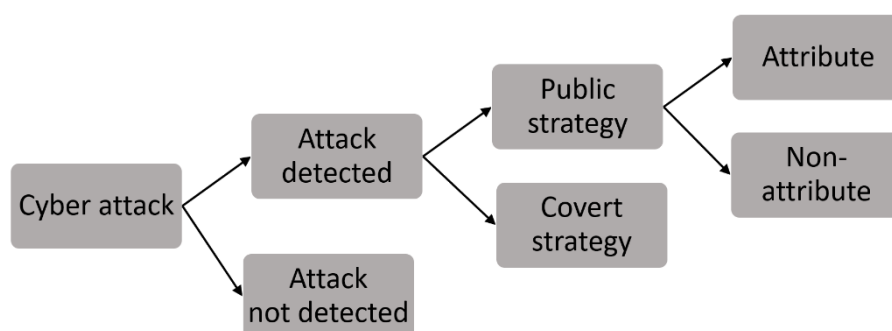 Cyber attack
Attack
detected
Attack
not detected
Public
strategy
Covert
strategy
Attribute
Non-
attribute